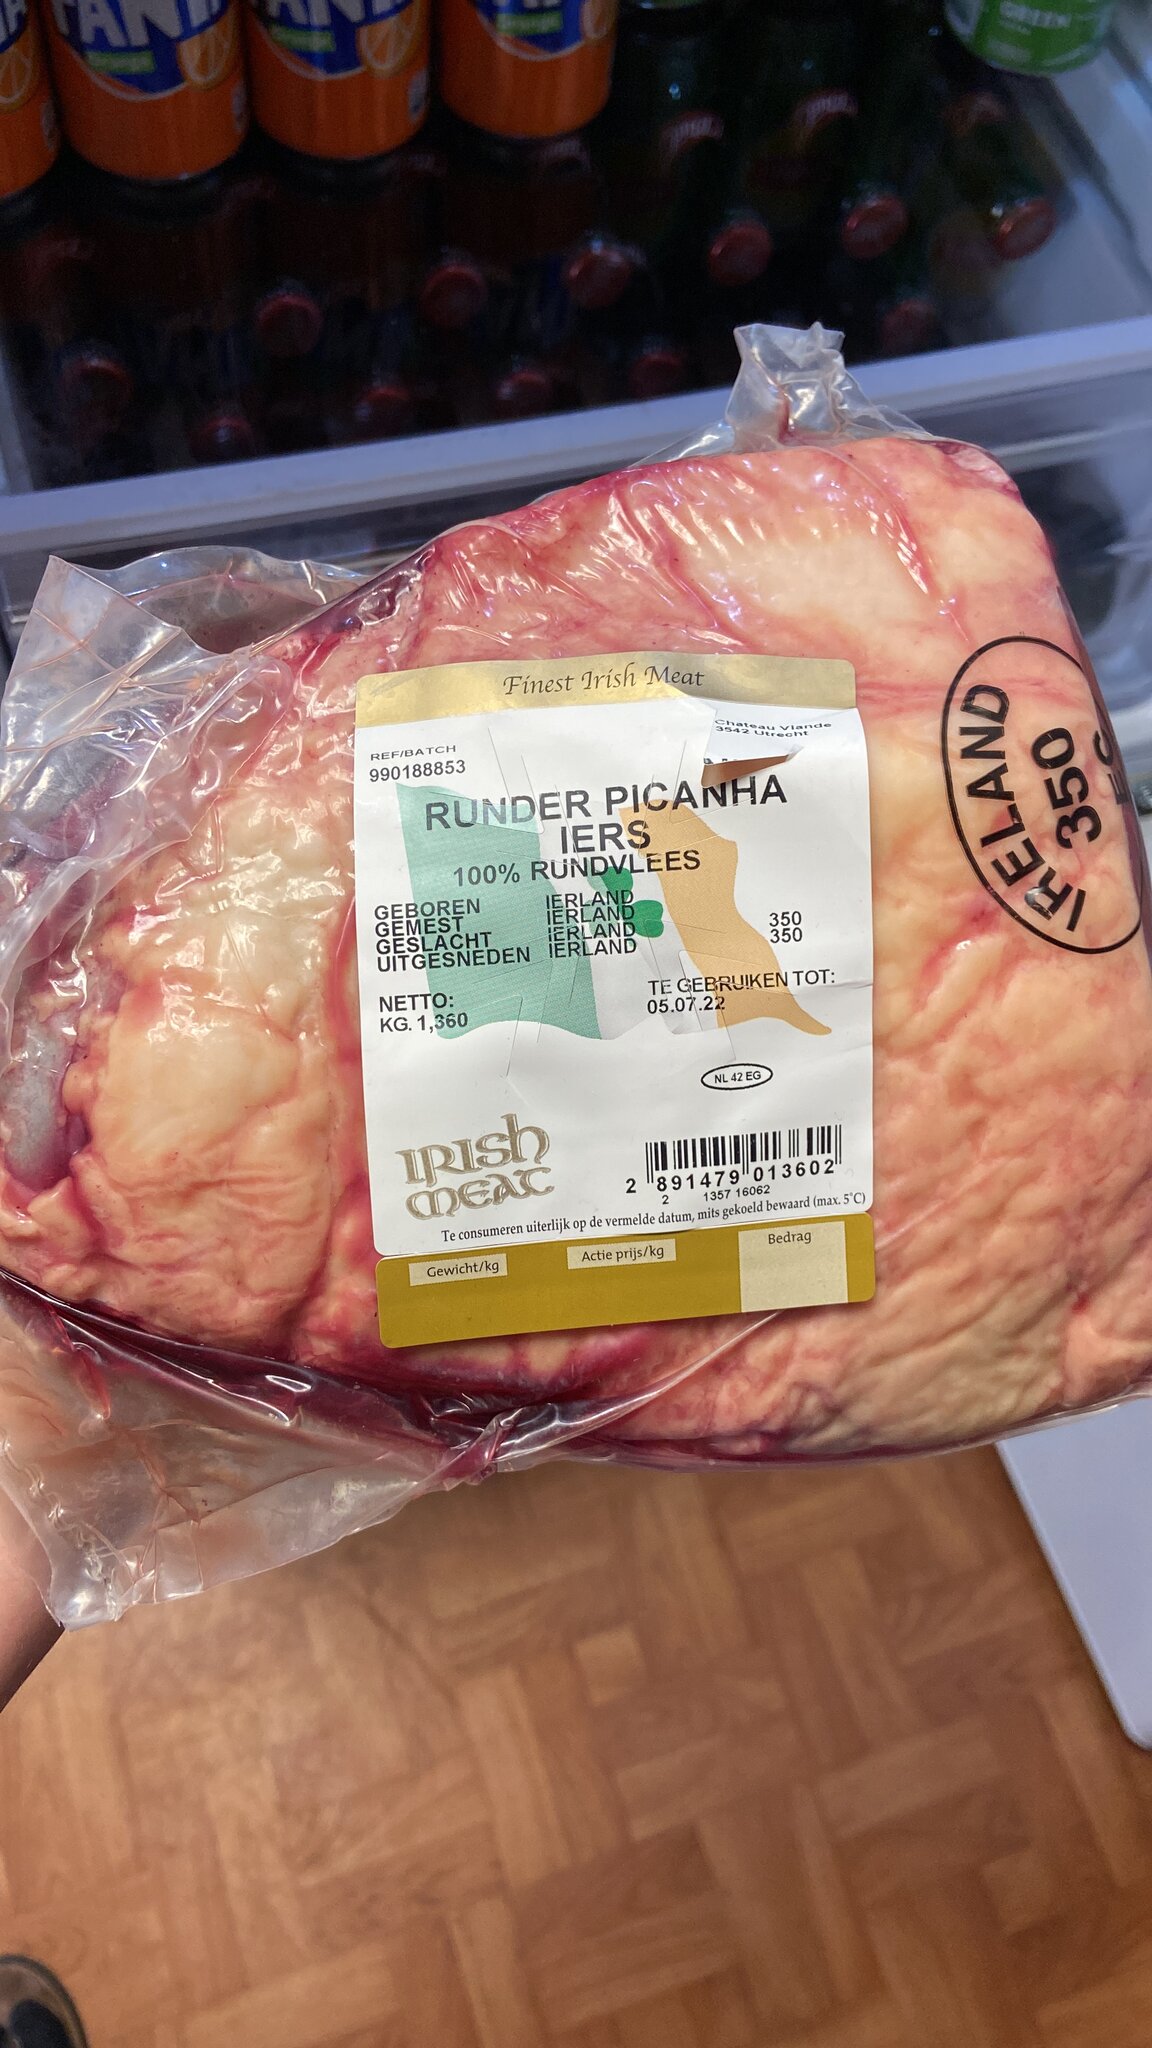 FANTA
FANTA
GREEN
Finest Irish Meat
Chateau Viande
3542 Utrecht
REF/BATCH
990188853
RUNDER PICANHA
IERS
100% RUNDVLEES
GEBOREN IERLAND
GEMEST IERLAND
GESLACHT IERLAND 350
UITGESNEDEN IERLAND 350
NETTO:
KG. 1,360
TE GEBRUIKEN TOT:
05.07.22
NL 42 EG
IRISH
MEAT
2 891479 013602
2 1357 16062
Te consumeren uiterlijk op de vermelde datum, mits gekoeld bewaard (max. 5°C)
Gewicht/kg
Actie prijs/kg
Bedrag
IRELAND
350